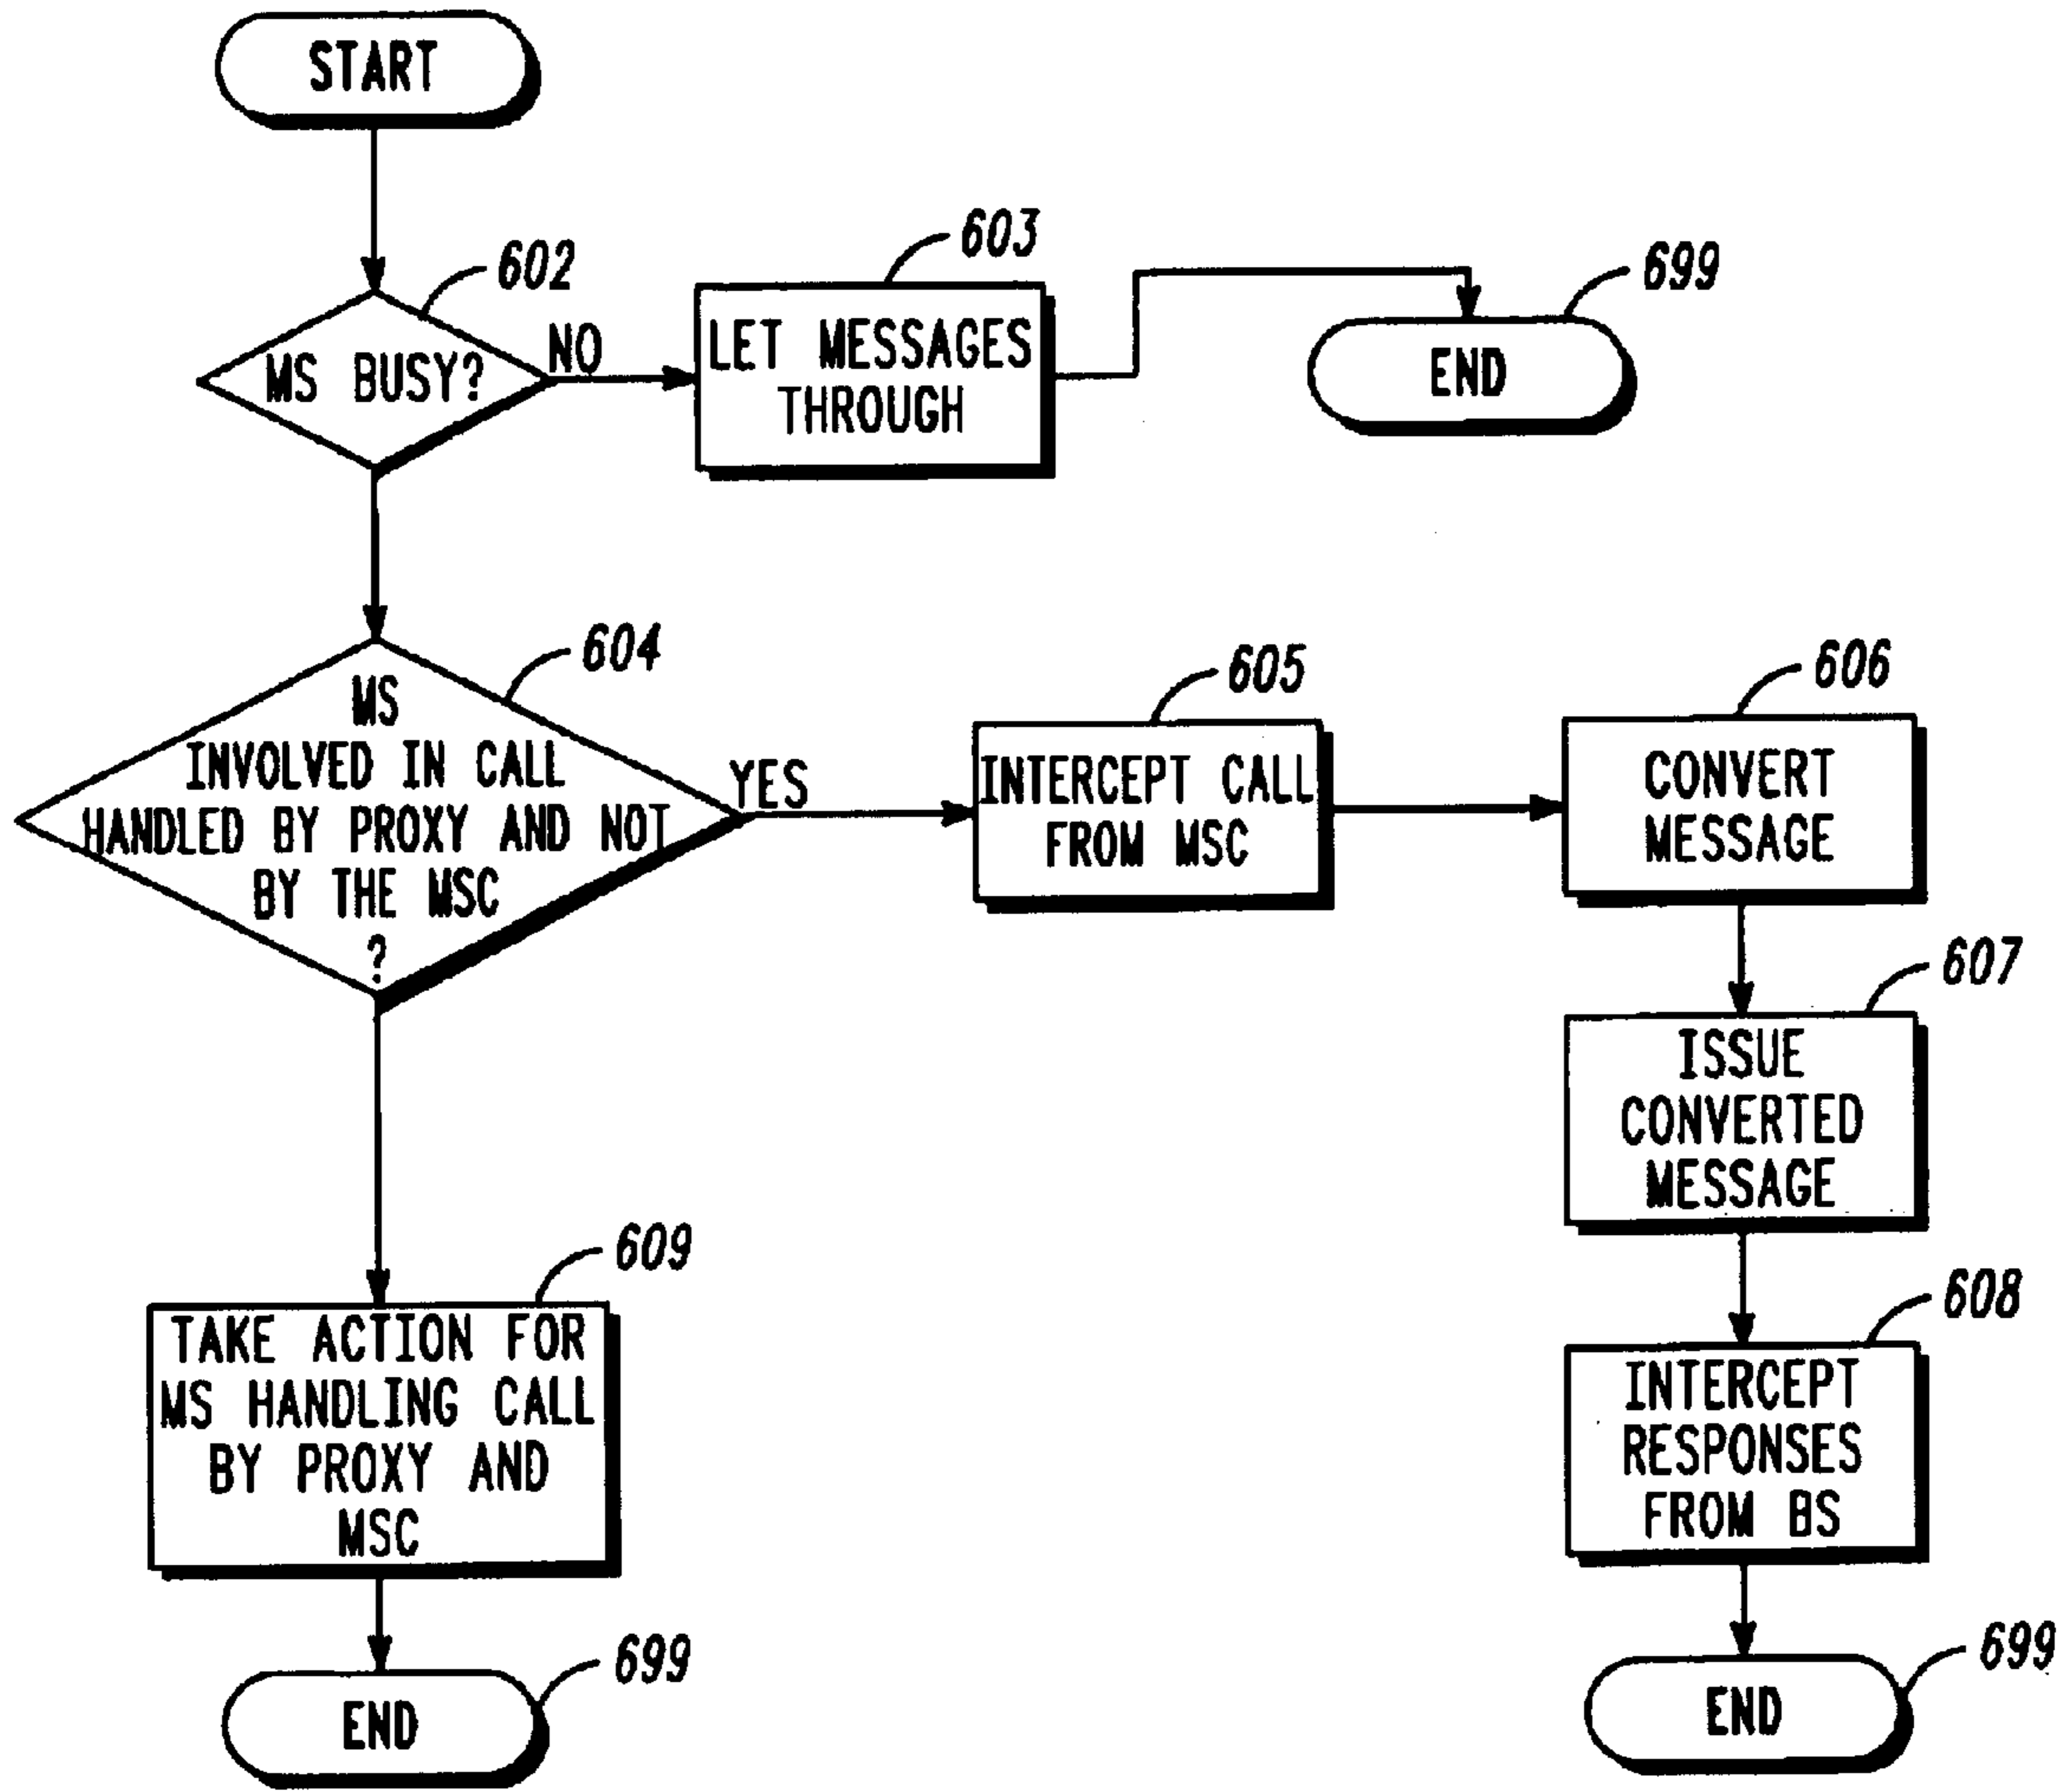 START
602
MS BUSY?
NO
603
LET MESSAGES
THROUGH
699
END
604
MS
INVOLVED IN CALL
HANDLED BY PROXY AND NOT
BY THE MSC
?
YES
605
INTERCEPT CALL
FROM MSC
606
CONVERT
MESSAGE
607
ISSUE
CONVERTED
MESSAGE
608
INTERCEPT
RESPONSES
FROM BS
699
END
609
TAKE ACTION FOR
MS HANDLING CALL
BY PROXY AND
MSC
699
END